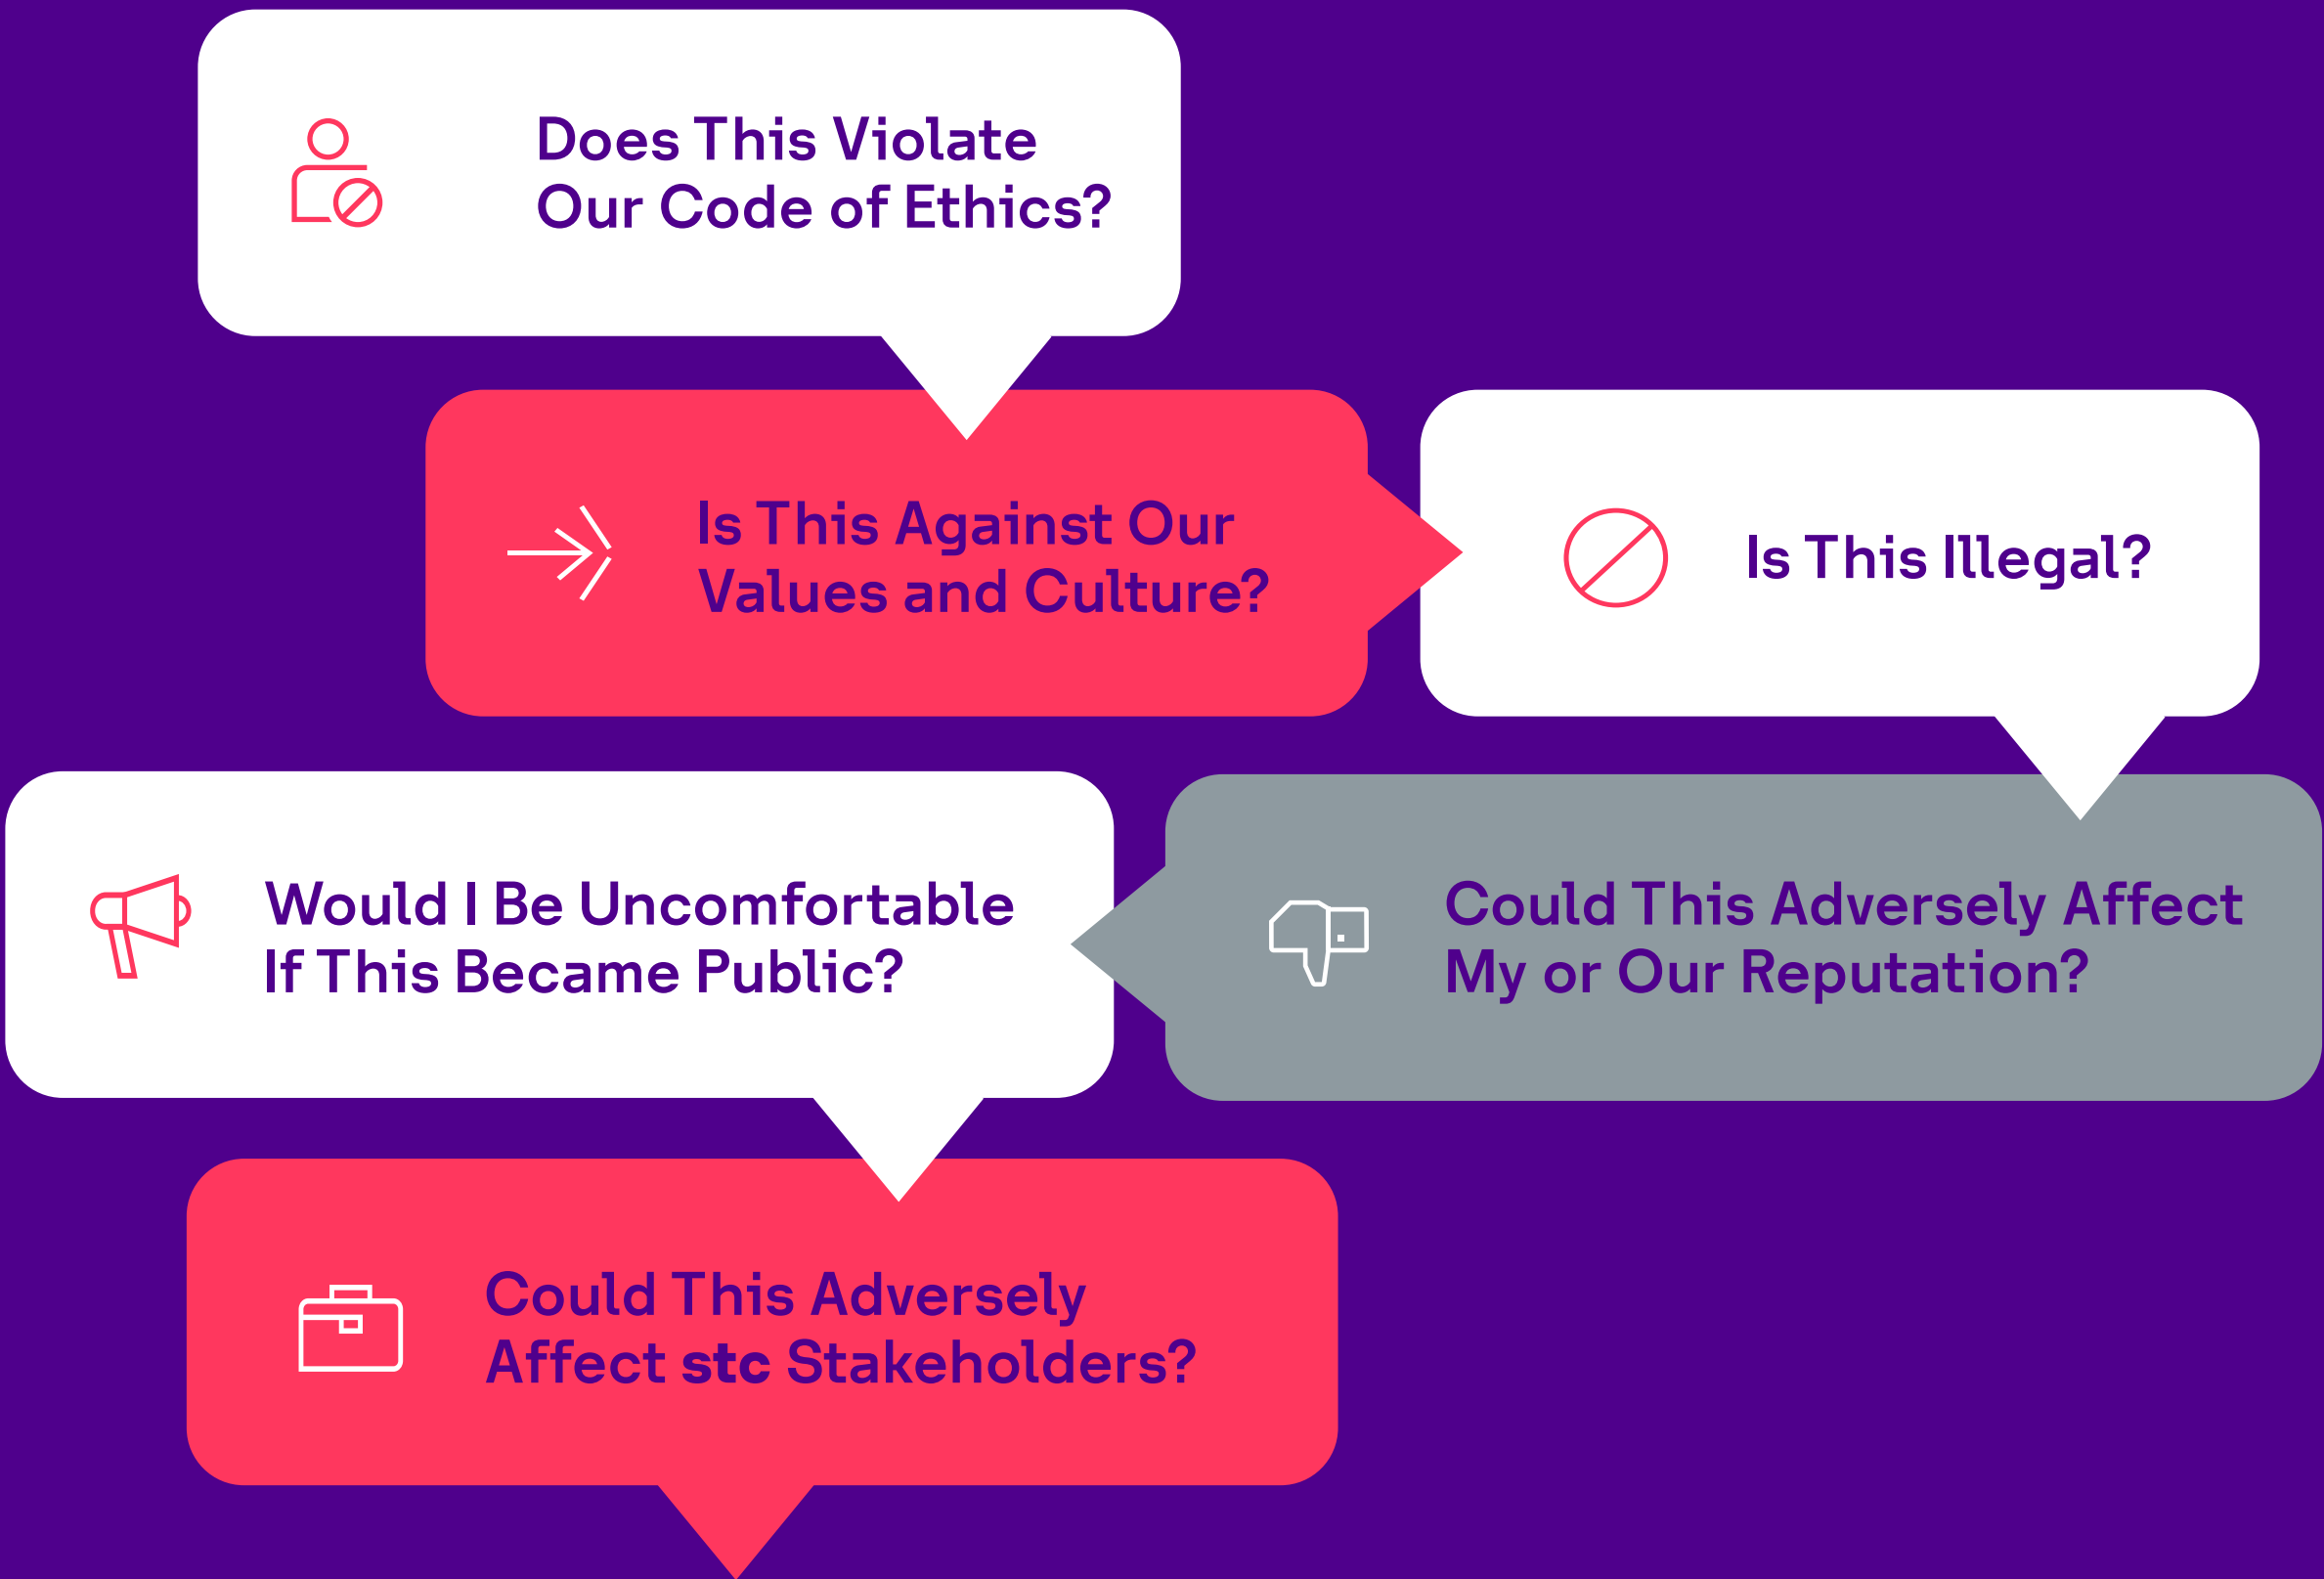 Does This Violate
Our Code of Ethics?
Is This Against Our
Values and Culture?
Is This Illegal?
Could This Adversely Affect
My or Our Reputation?
Would I Be Uncomfortable
If This Became Public?
Could This Adversely
Affect stc Stakeholders?